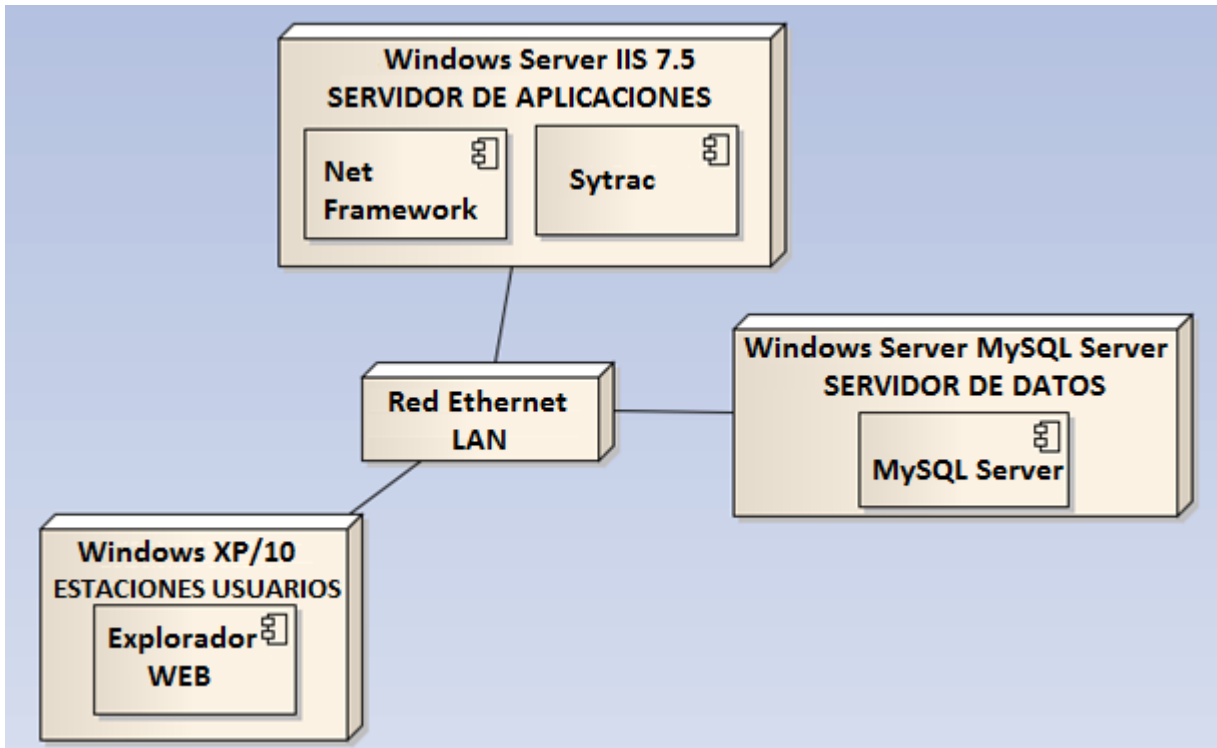 Windows Server IIS 7.5
SERVIDOR DE APLICACIONES
Net
Framework
Sytrac
Red Ethernet
LAN
Windows Server MySQL Server
SERVIDOR DE DATOS
MySQL Server
Windows XP/10
ESTACIONES USUARIOS
Explorador
WEB